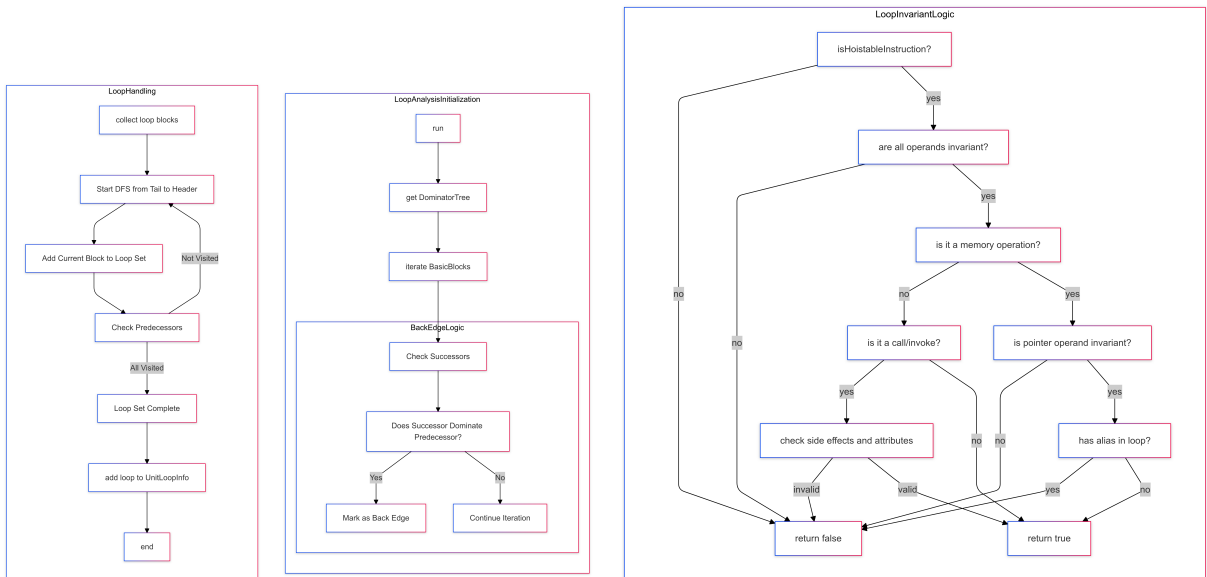 LoopHandling
collect loop blocks
Start DFS from Tail to Header
Add Current Block to Loop Set
Not Visited
Check Predecessors
All Visited
Loop Set Complete
add loop to UnitLoopInfo
end
LoopAnalysisInitialization
run
get DominatorTree
iterate BasicBlocks
BackEdgeLogic
Check Successors
Does Successor Dominate
Predecessor?
Yes
No
Mark as Back Edge
Continue Iteration
LoopInvariantLogic
isHoistableInstruction?
yes
are all operands invariant?
yes
is it a memory operation?
no
no
yes
no
is it a call/invoke?
is pointer operand invariant?
yes
yes
check side effects and attributes
no
no
has alias in loop?
invalid
valid
yes
no
return false
return true